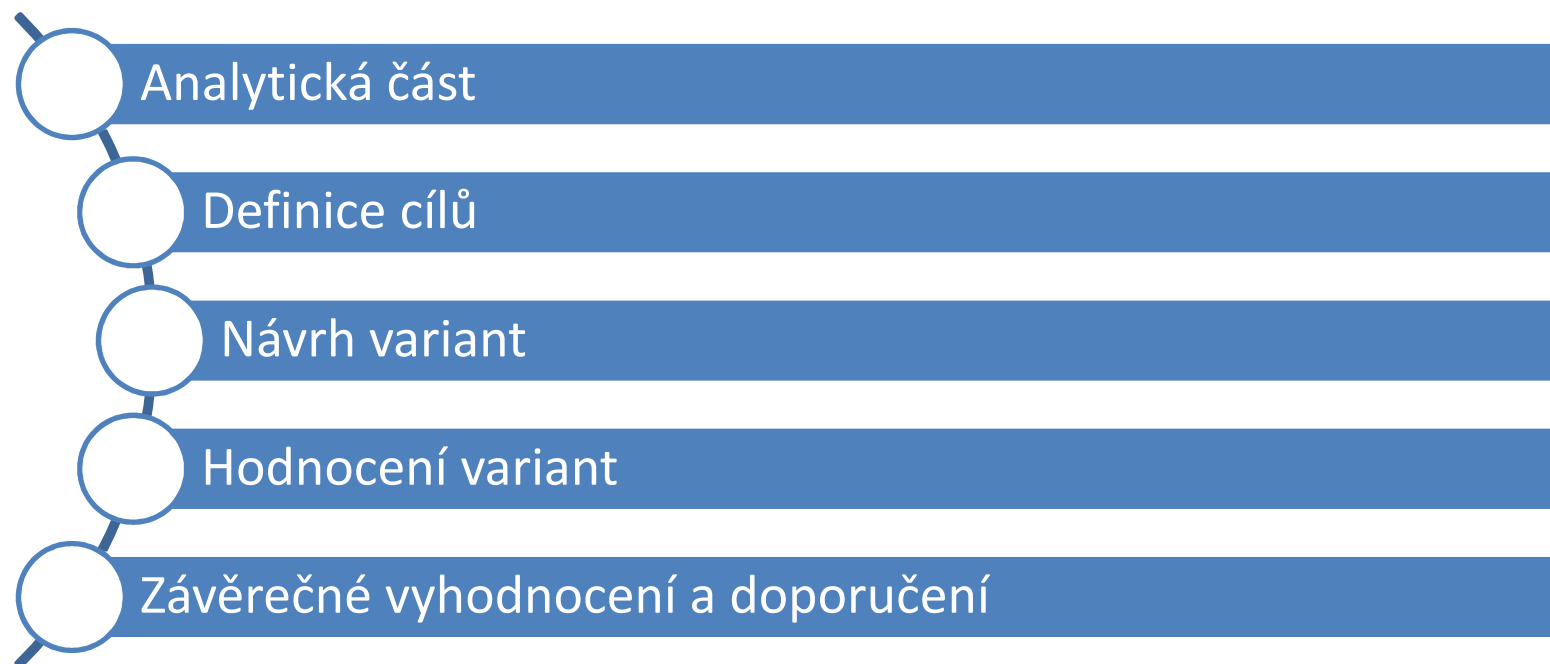 Analytická část
Definice cílů
Návrh variant
Hodnocení variant
Závěrečné vyhodnocení a doporučení